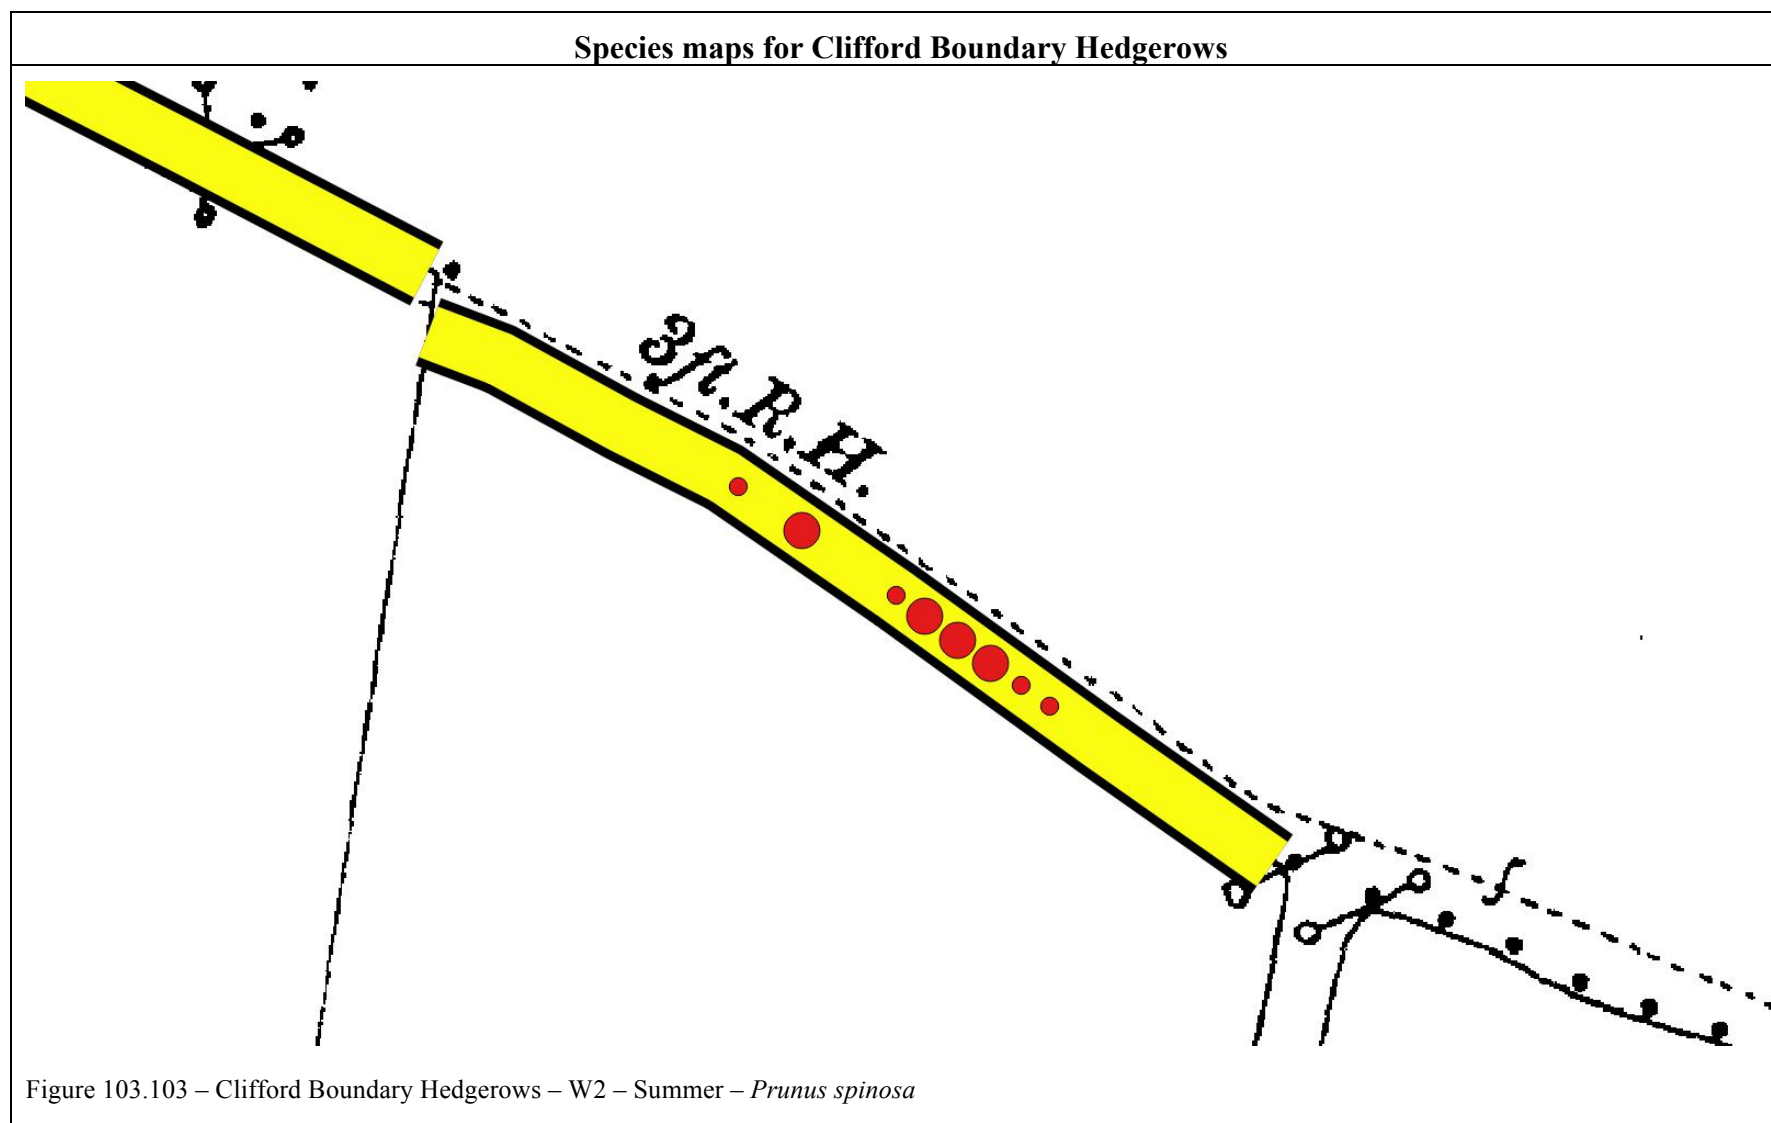 Species maps for Clifford Boundary Hedgerows
3ft. R. H.
f
Figure 103.103 – Clifford Boundary Hedgerows – W2 – Summer – Prunus spinosa